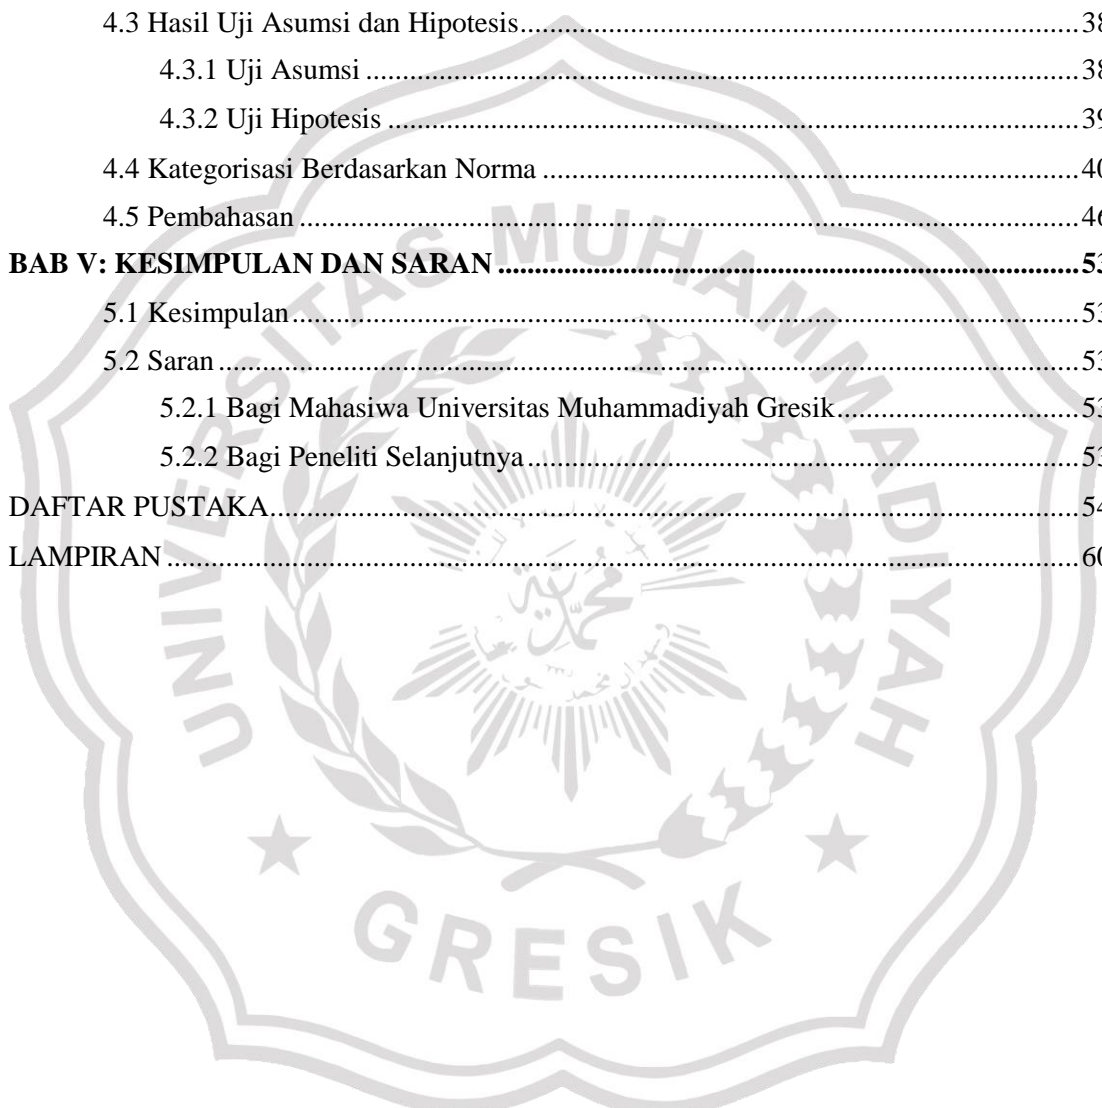 4.3 Hasil Uji Asumsi dan Hipotesis..........38
4.3.1 Uji Asumsi..........38
4.3.2 Uji Hipotesis..........39
4.4 Kategorisasi Berdasarkan Norma..........40
4.5 Pembahasan..........46
BAB V: KESIMPULAN DAN SARAN..........53
5.1 Kesimpulan..........53
5.2 Saran..........53
5.2.1 Bagi Mahasiwa Universitas Muhammadiyah Gresik..........53
5.2.2 Bagi Peneliti Selanjutnya..........53
DAFTAR PUSTAKA..........54
LAMPIRAN..........60
UNIVERSITAS MUHAMMADIYAH
GRESIK